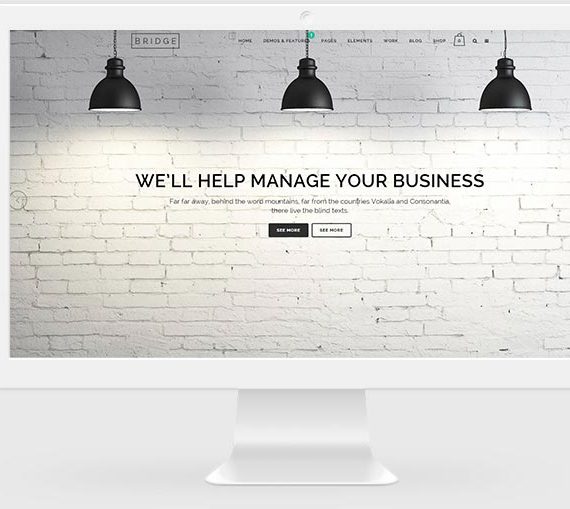 BRIDGE
HOME DEMOS & FEATURES PAGES ELEMENTS WORK BLOG SHOP
WE'LL HELP MANAGE YOUR BUSINESS
Far far away, behind the word mountains, far from the countries Vokalia and Consonantia,
there live the blind texts.
SEE MORE SEE MORE